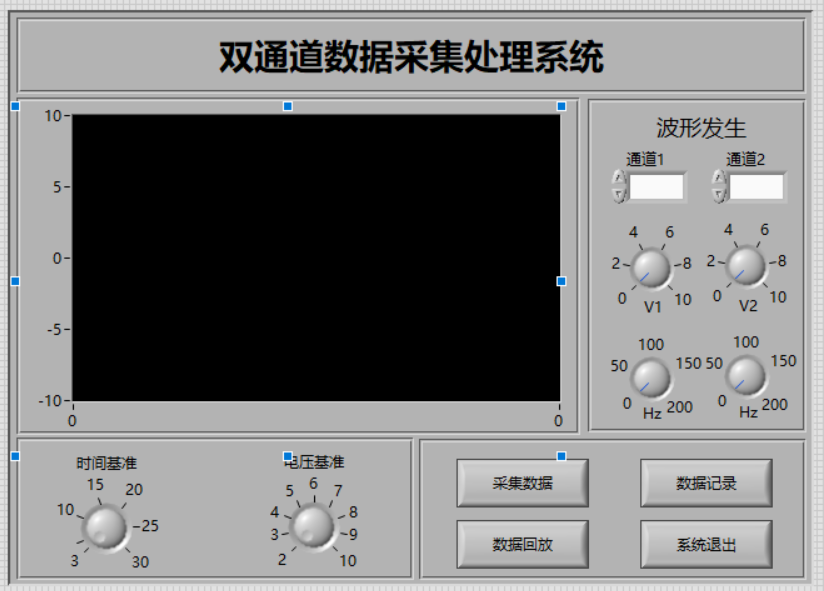 双通道数据采集处理系统
10
5
0
-5
-10
0 0
波形发生
通道1 通道2
4 6 4 6
2 8 2 8
0 10 0 10
V1 V2
100 100
50 150 50 150
0 200 0 200
Hz Hz
时间基准 电压基准
15 20
10 25
3 30
5 6 7
4 8
3 9
2 10
采集数据 数据记录
数据回放 系统退出